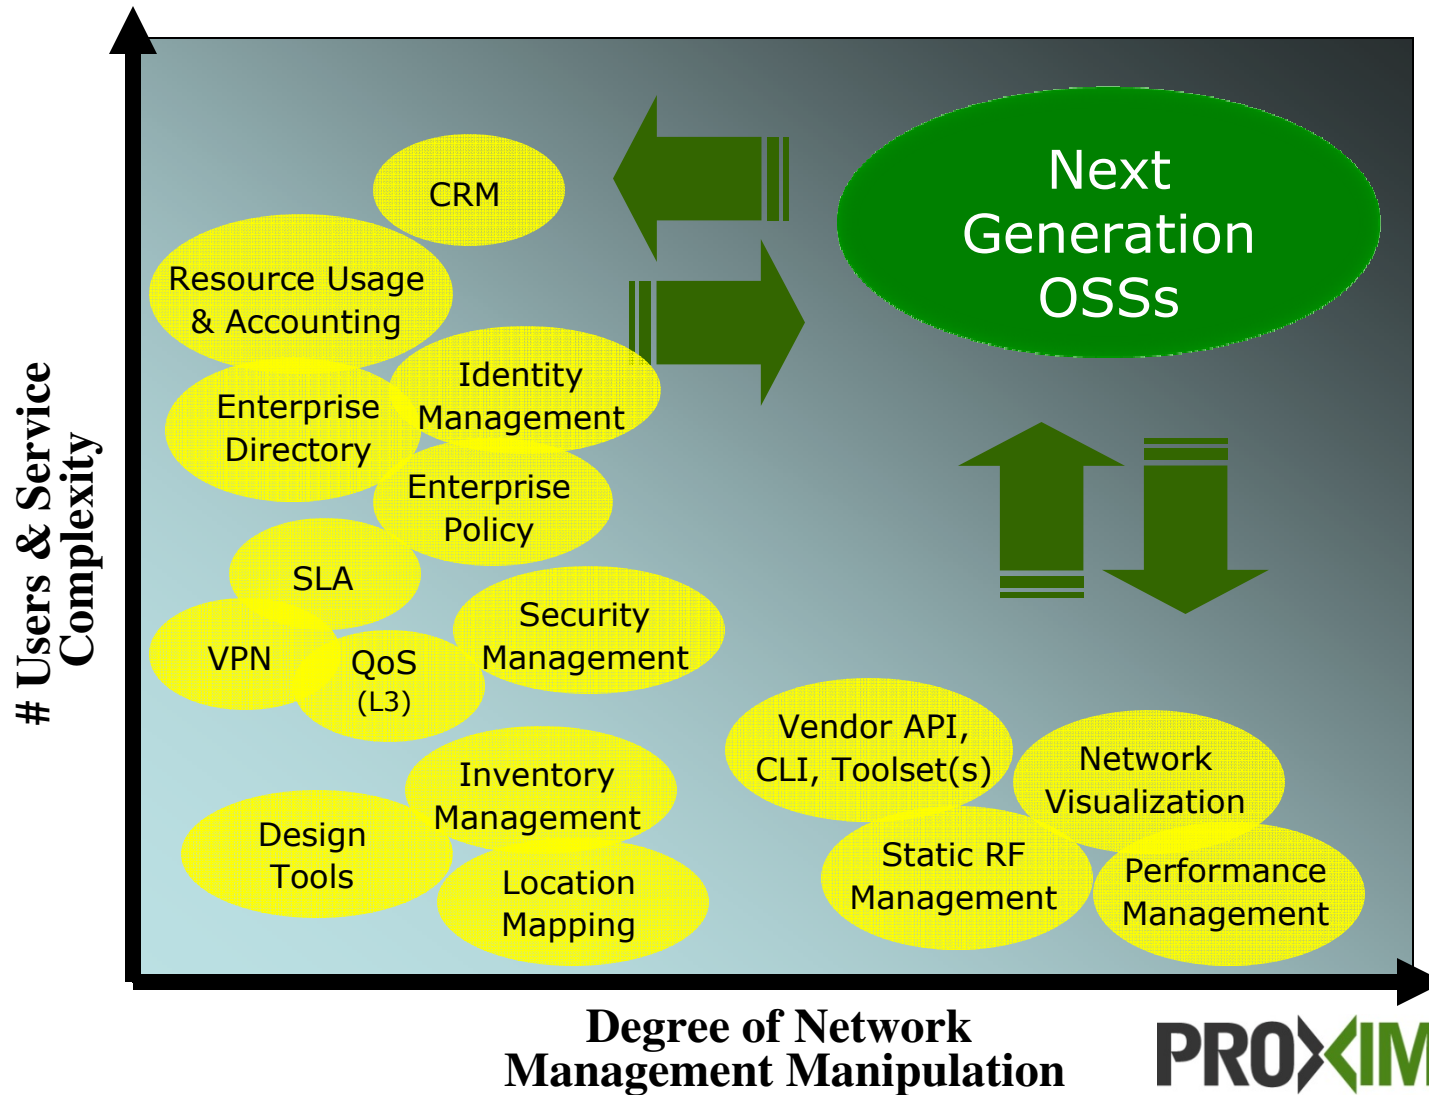 # Users & Service
Complexity
CRM
Next
Generation
OSSs
Resource Usage
& Accounting
Identity
Management
Enterprise
Directory
Enterprise
Policy
SLA
Security
Management
VPN
QoS
(L3)
Vendor API,
CLI, Toolset(s)
Network
Visualization
Inventory
Management
Design
Tools
Static RF
Management
Performance
Management
Location
Mapping
Degree of Network
Management Manipulation
PROXIM